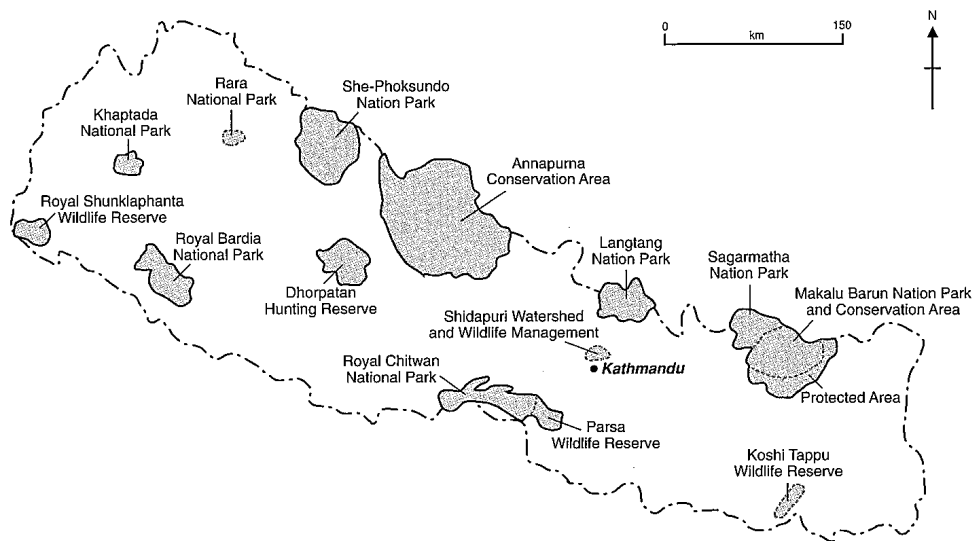 0
150
km
N
Rara
National Park
She-Phoksundo
Nation Park
Khaptada
National Park
Annapurna
Conservation Area
Royal Shunklaphanta
Wildlife Reserve
Royal Bardia
National Park
Dhorpatan
Hunting Reserve
Langtang
Nation Park
Sagarmatha
Nation Park
Makalu Barun Nation Park
and Conservation Area
Shidapuri Watershed
and Wildlife Management
Kathmandu
Royal Chitwan
National Park
Protected Area
Parsa
Wildlife Reserve
Koshi Tappu
Wildlife Reserve